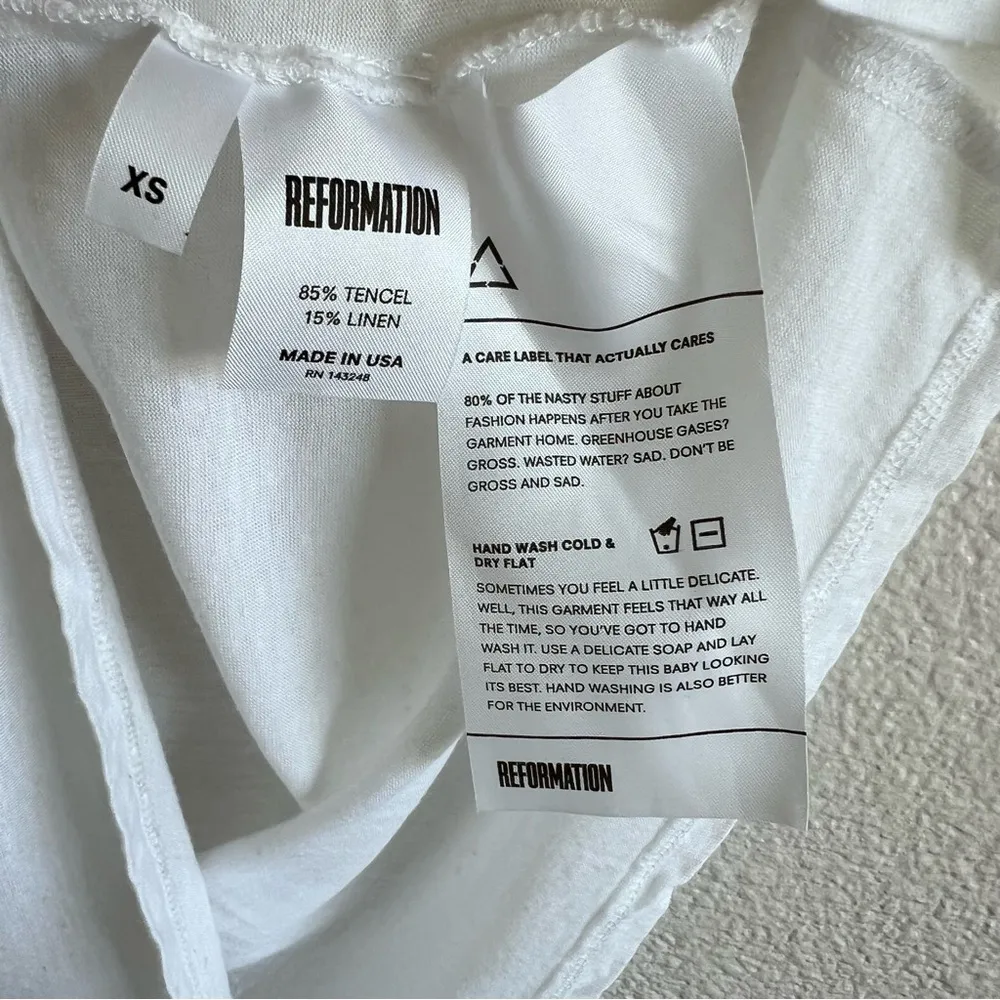 XS
REFORMATION
85% TENCEL
15% LINEN
MADE IN USA
RN 143248
A CARE LABEL THAT ACTUALLY CARES
80% OF THE NASTY STUFF ABOUT
FASHION HAPPENS AFTER YOU TAKE THE
GARMENT HOME. GREENHOUSE GASES?
GROSS. WASTED WATER? SAD. DON'T BE
GROSS AND SAD.
HAND WASH COLD &
DRY FLAT
SOMETIMES YOU FEEL A LITTLE DELICATE.
WELL, THIS GARMENT FEELS THAT WAY ALL
THE TIME, SO YOU'VE GOT TO HAND
WASH IT. USE A DELICATE SOAP AND LAY
FLAT TO DRY TO KEEP THIS BABY LOOKING
ITS BEST. HAND WASHING IS ALSO BETTER
FOR THE ENVIRONMENT.
REFORMATION